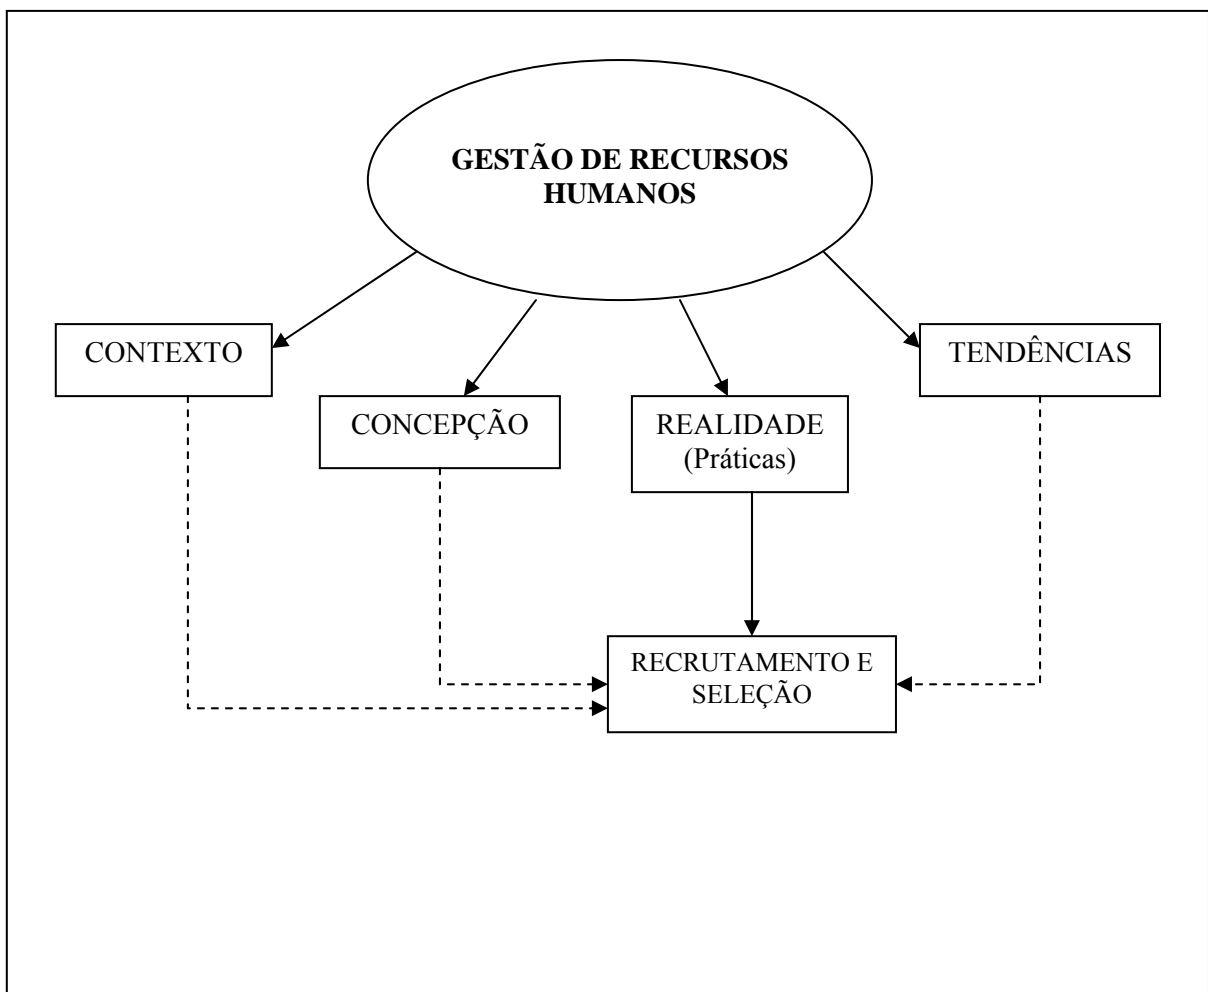 GESTÃO DE RECURSOS
HUMANOS
CONTEXTO
TENDÊNCIAS
CONCEPÇÃO
REALIDADE
(Práticas)
RECRUTAMENTO E
SELEÇÃO